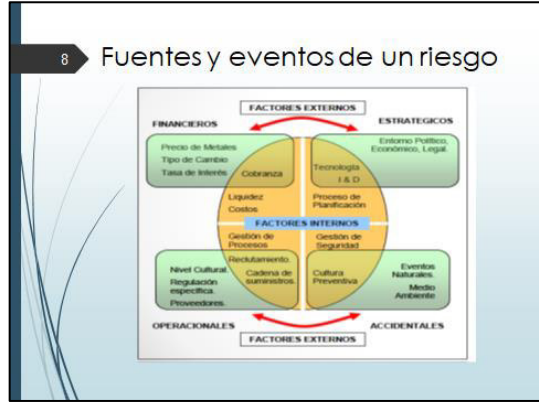 8
Fuentes y eventos de un riesgo
FACTORES EXTERNOS
FINANCIEROS
ESTRATEGICOS
Precio de Metales
Tipo de Cambio
Tasa de Interés
Cobranza
Liquidez
Costos
Tecnología
I & D
Proceso de
Planificación
Entorno Político,
Económico, Legal.
FACTORES INTERNOS
Gestión de
Procesos
Reclutamiento.
Cadena de
suministros.
Nivel Cultural.
Regulación
específica.
Proveedores.
Gestión de
Seguridad
Cultura
Preventiva
Eventos
Naturales.
Medio
Ambiente
OPERACIONALES
ACCIDENTALES
FACTORES EXTERNOS